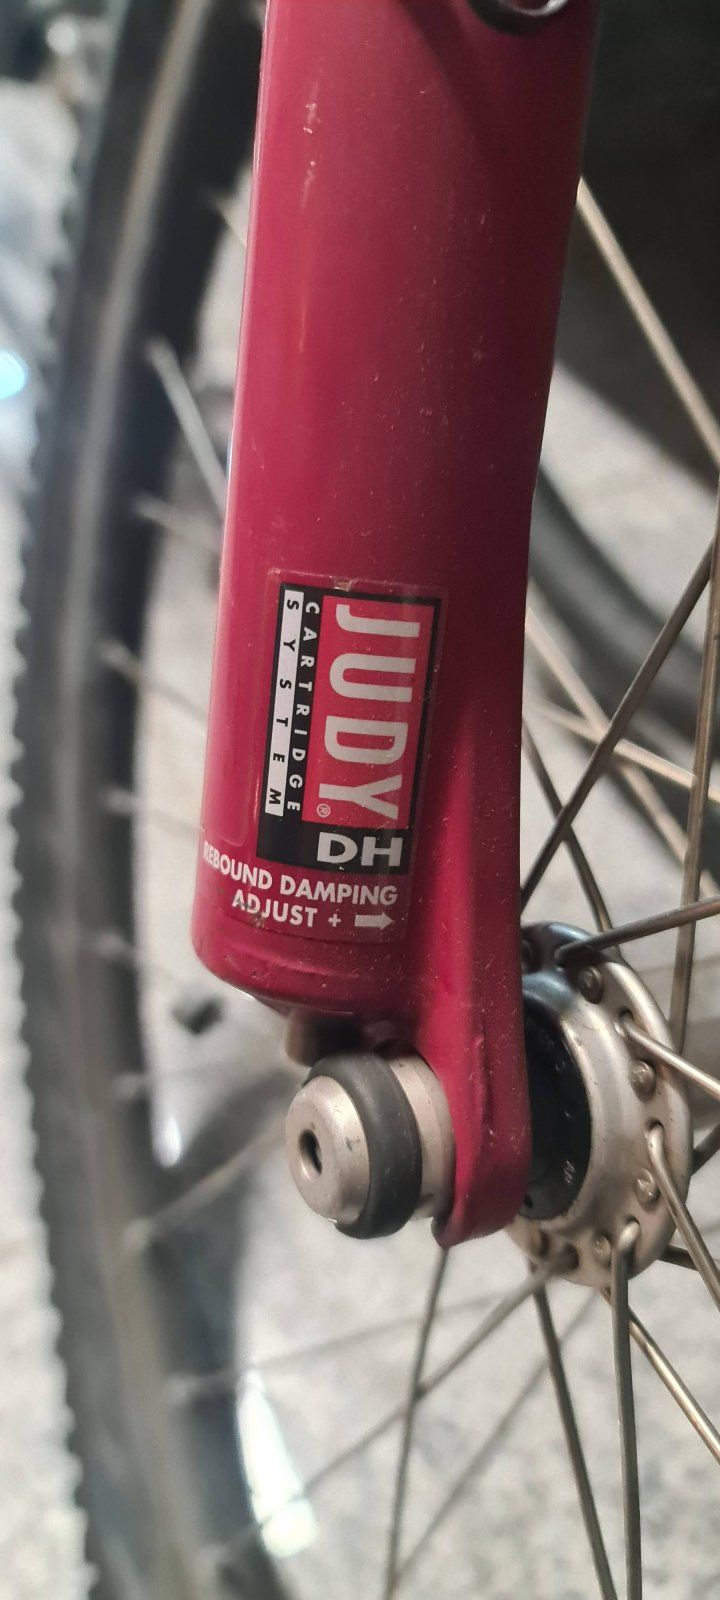 JUDY®
CARTRIDGE
SYSTEM
DH
REBOUND DAMPING
ADJUST + ➡